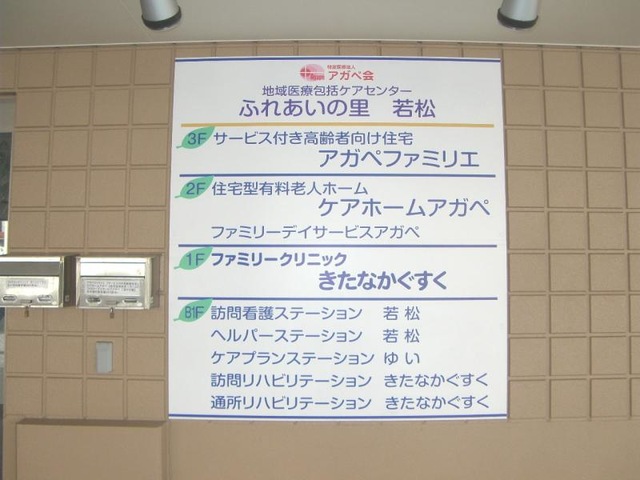 特定医療法人
アガペ会
地域医療包括ケアセンター
ふれあいの里 若松
3F サービス付き高齢者向け住宅
アガペファミリエ
2F 住宅型有料老人ホーム
ケアホームアガペ
ファミリーデイサービスアガペ
1F ファミリークリニック
きたなかぐすく
B1F 訪問看護ステーション 若松
ヘルパーステーション 若松
ケアプランステーション ゆい
訪問リハビリテーション きたなかぐすく
通所リハビリテーション きたなかぐすく